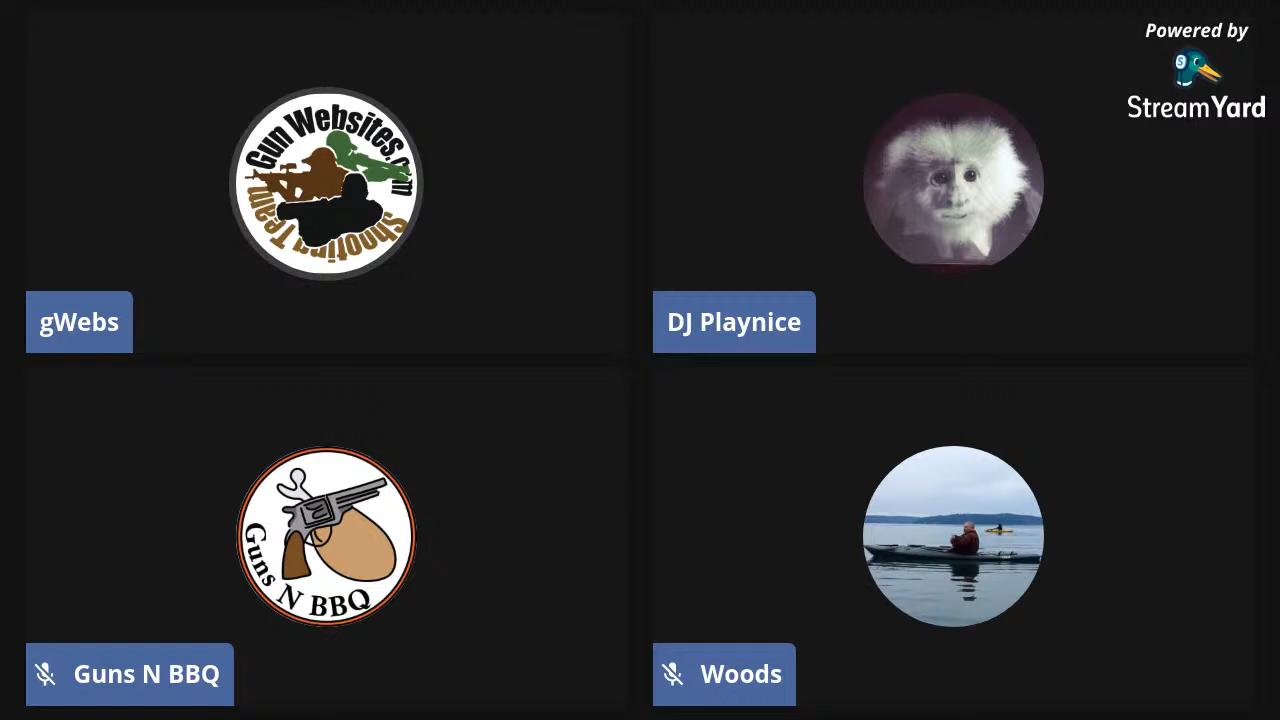 Powered by
StreamYard
Gun Websites.com
Shooting Team
gWebs
DJ Playnice
Guns N BBQ
Guns N BBQ
Woods